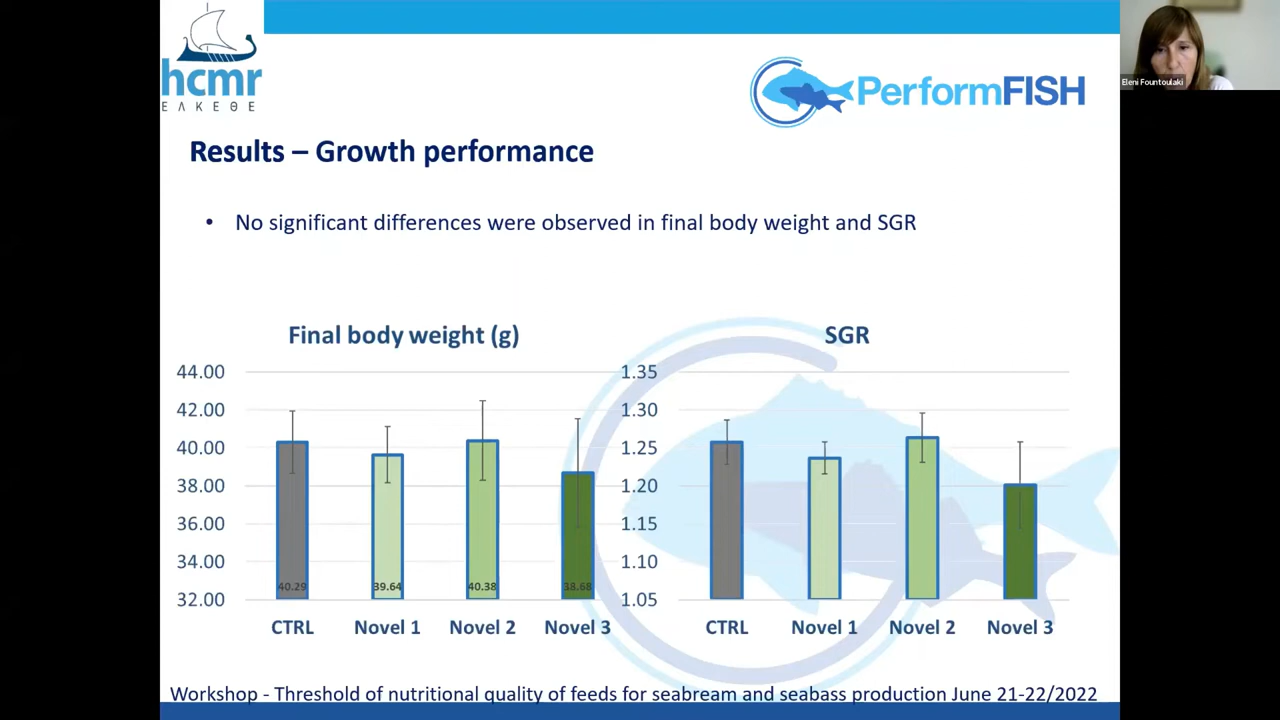 hcmr
ΕΛΚΕΘΕ
PerformFISH
Eleni Fountoulaki
Results – Growth performance
• No significant differences were observed in final body weight and SGR
Final body weight (g)
44.00
42.00
40.00
38.00
36.00
34.00
32.00
40.29
39.64
40.38
38.68
CTRL Novel 1 Novel 2 Novel 3
SGR
1.35
1.30
1.25
1.20
1.15
1.10
1.05
CTRL Novel 1 Novel 2 Novel 3
Workshop - Threshold of nutritional quality of feeds for seabream and seabass production June 21-22/2022